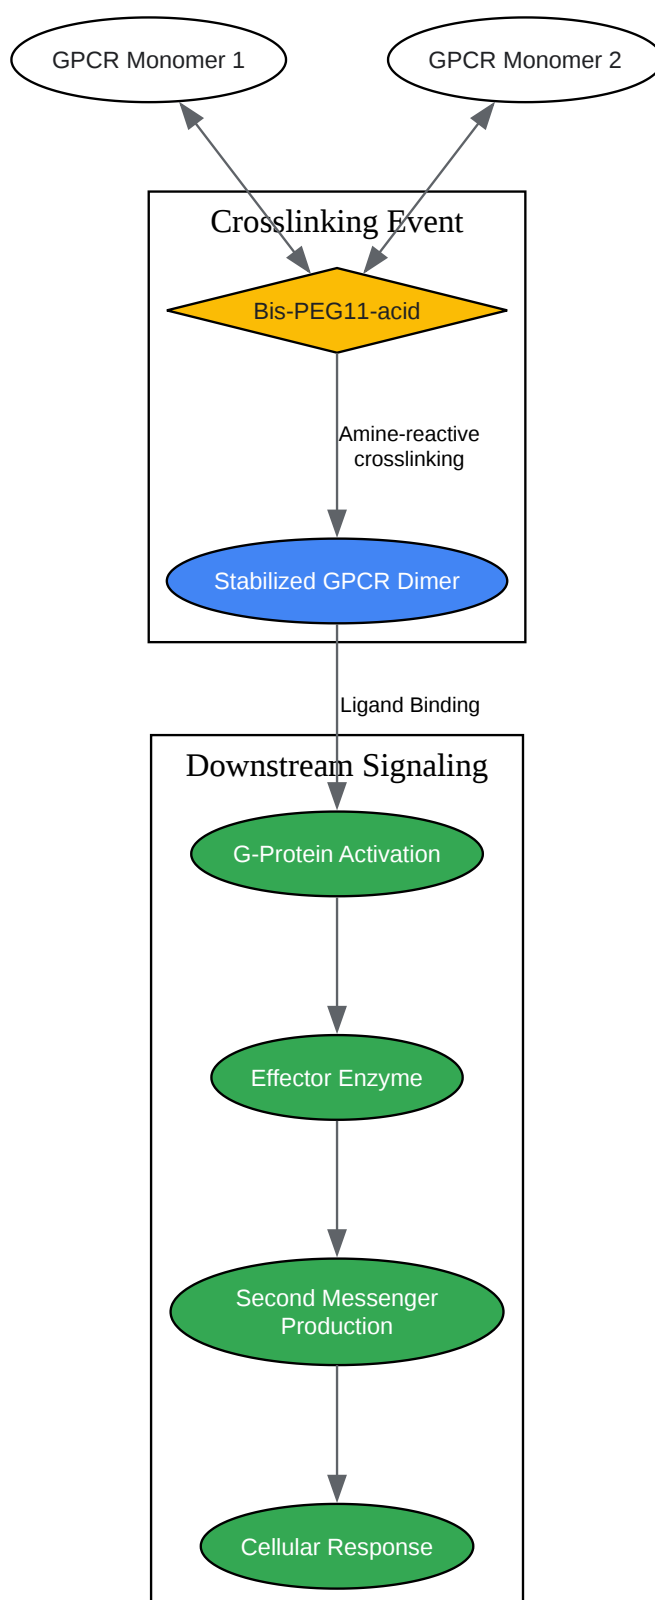 GPCR Monomer 1
GPCR Monomer 2
Crosslinking Event
Bis-PEG11-acid
Amine-reactive
crosslinking
Stabilized GPCR Dimer
Ligand Binding
Downstream Signaling
G-Protein Activation
Effector Enzyme
Second Messenger
Production
Cellular Response